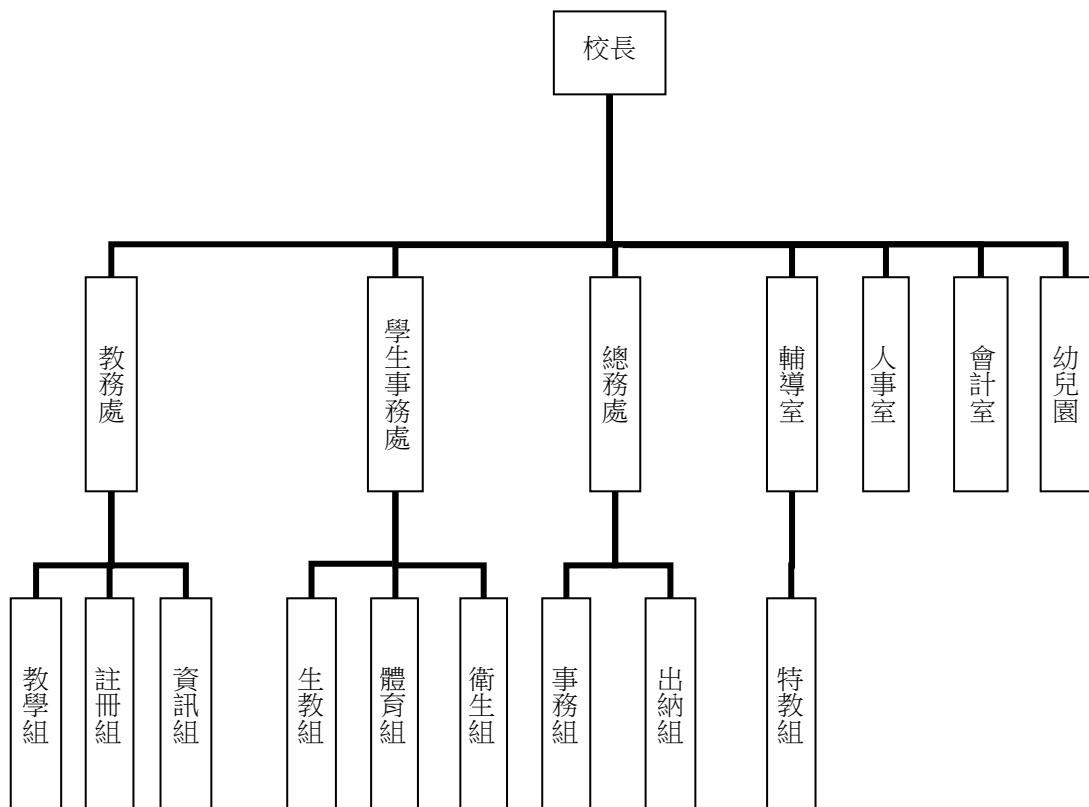 校長
教務處
學生事務處
總務處
輔導室
人事室
會計室
幼兒園
教學組
註冊組
資訊組
生教組
體育組
衛生組
事務組
出納組
特教組